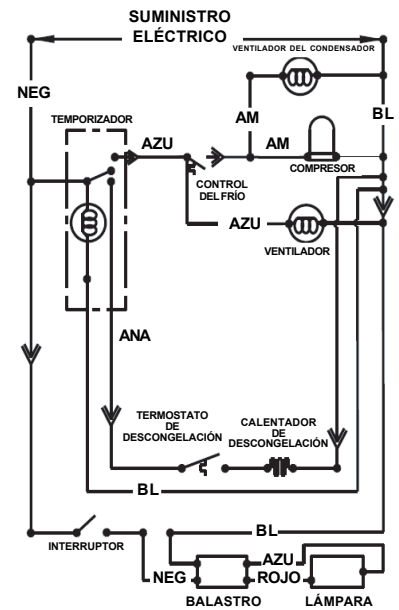 SUMINISTRO
ELÉCTRICO
VENTILADOR DEL CONDENSADOR
NEG
BL
TEMPORIZADOR
AM
AZU
AM
COMPRESOR
CONTROL
DEL FRÍO
AZU
VENTILADOR
ANA
TERMOSTATO
DE
DESCONGELACIÓN
CALENTADOR
DE
DESCONGELACIÓN
BL
BL
INTERRUPTOR
AZU
NEG
ROJO
BALASTRO
LÁMPARA